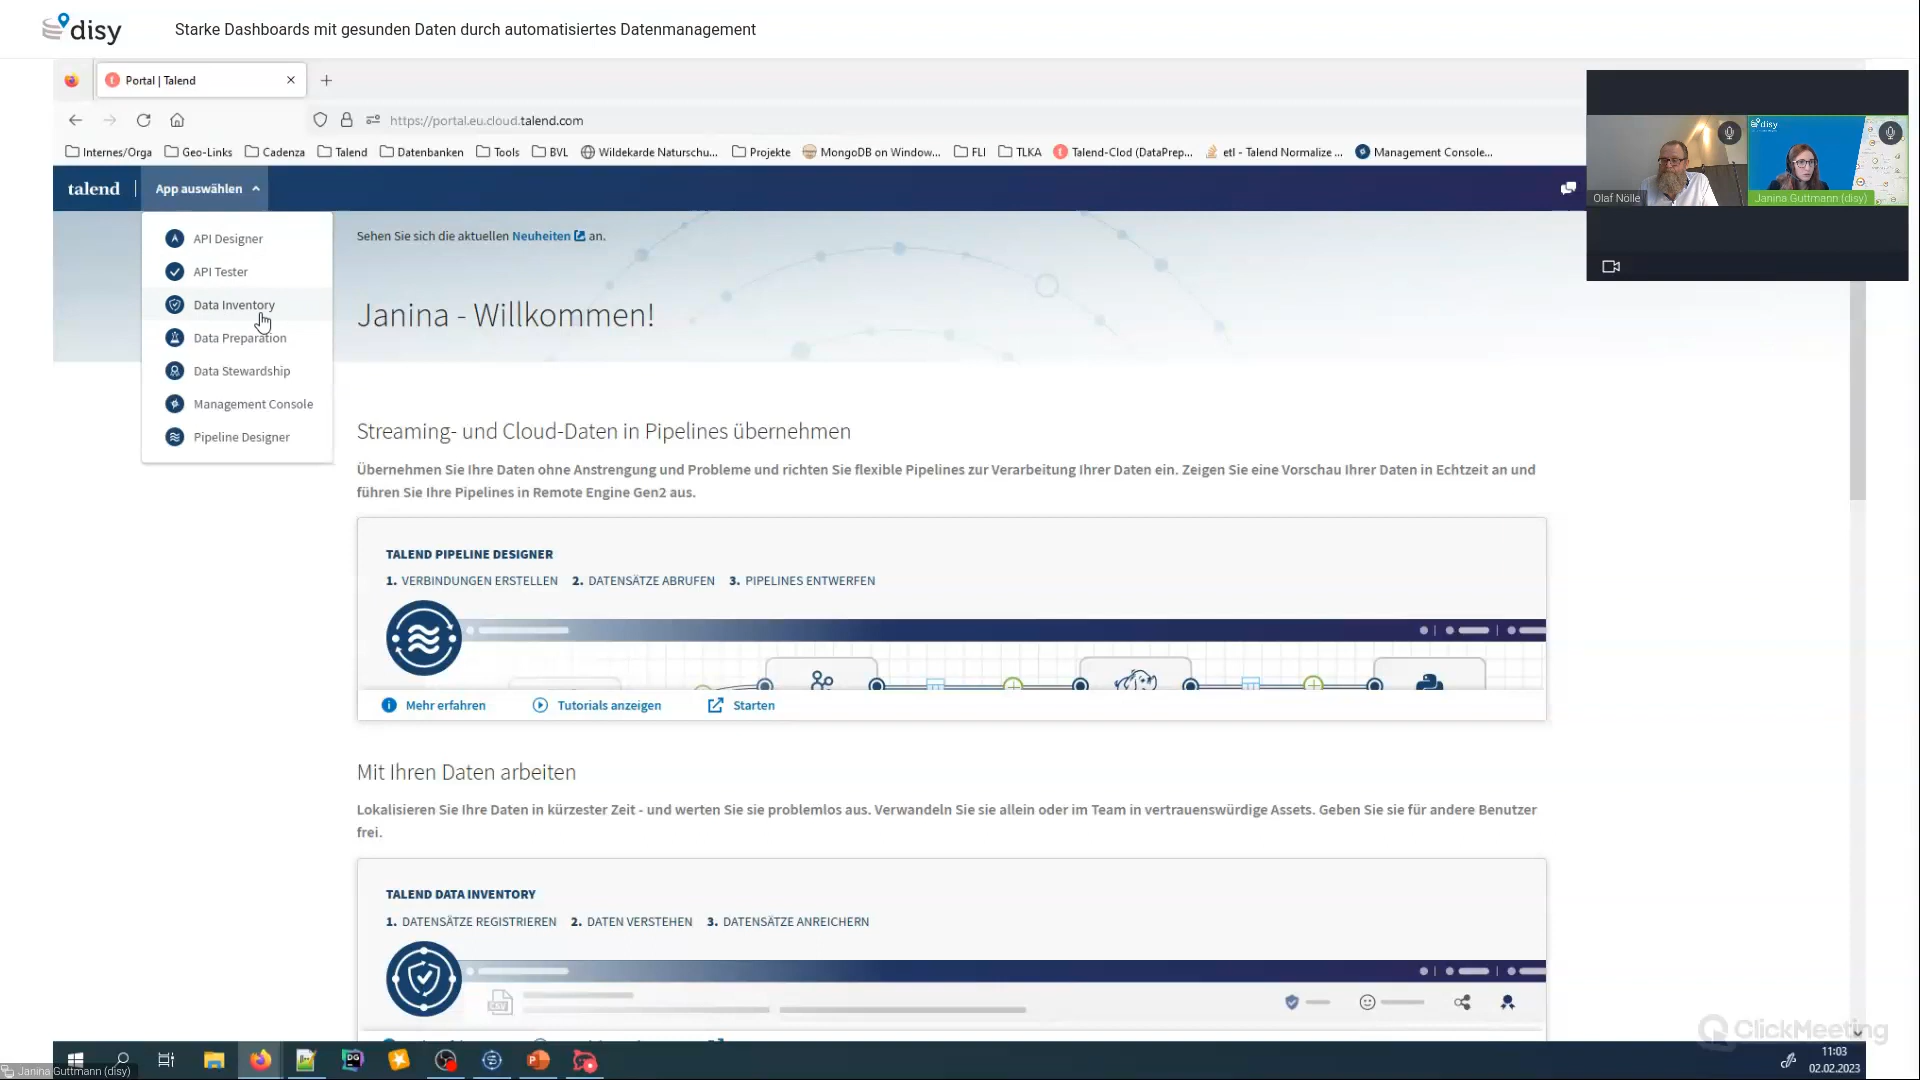 disy
Starke Dashboards mit gesunden Daten durch automatisiertes Datenmanagement
Portal | Talend
https://portal.eu.cloud.talend.com
Internes/Orga Geo-Links Cadenza Talend Datenbanken Tools BVL Wildekarde Naturschu... Projekte MongoDB on Window... FLI TLKA Talend-Clod (DataPrep... etl - Talend Normalize ... Management Console...
talend App auswählen
API Designer
API Tester
Data Inventory
Data Preparation
Data Stewardship
Management Console
Pipeline Designer
disy
Olaf Nölle
Janina Guttmann (disy)
Sehen Sie sich die aktuellen Neuheiten an.
Janina - Willkommen!
Streaming- und Cloud-Daten in Pipelines übernehmen
Übernehmen Sie Ihre Daten ohne Anstrengung und Probleme und richten Sie flexible Pipelines zur Verarbeitung Ihrer Daten ein. Zeigen Sie eine Vorschau Ihrer Daten in Echtzeit an und
führen Sie Ihre Pipelines in Remote Engine Gen2 aus.
TALEND PIPELINE DESIGNER
1. VERBINDUNGEN ERSTELLEN 2. DATENSÄTZE ABRUFEN 3. PIPELINES ENTWERFEN
Mehr erfahren Tutorials anzeigen Starten
Mit Ihren Daten arbeiten
Lokalisieren Sie Ihre Daten in kürzester Zeit - und werten Sie sie problemlos aus. Verwandeln Sie sie allein oder im Team in vertrauenswürdige Assets. Geben Sie sie für andere Benutzer
frei.
TALEND DATA INVENTORY
1. DATENSÄTZE REGISTRIEREN 2. DATEN VERSTEHEN 3. DATENSÄTZE ANREICHERN
CSV
ClickMeeting
DG
11:03
02.02.2023
Janina Guttmann (disy)